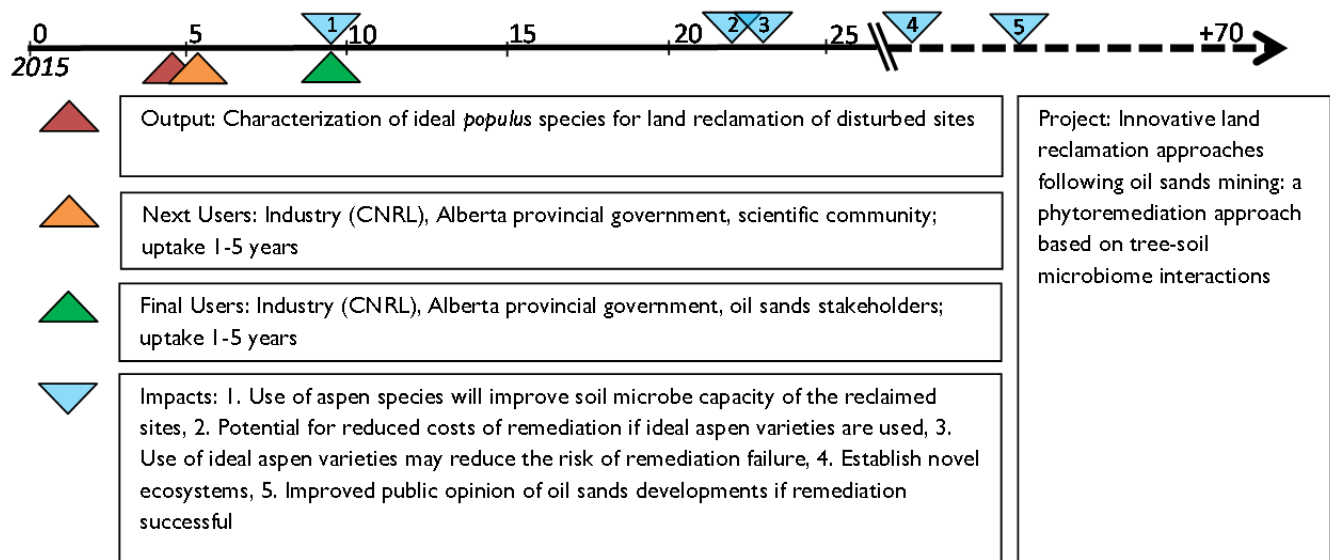 1 2 3 4 5
0 5 10 15 20 25 +70
2015
Output: Characterization of ideal populus species for land reclamation of disturbed sites
Next Users: Industry (CNRL), Alberta provincial government, scientific community;
uptake 1-5 years
Final Users: Industry (CNRL), Alberta provincial government, oil sands stakeholders;
uptake 1-5 years
Impacts: 1. Use of aspen species will improve soil microbe capacity of the reclaimed
sites, 2. Potential for reduced costs of remediation if ideal aspen varieties are used, 3.
Use of ideal aspen varieties may reduce the risk of remediation failure, 4. Establish novel
ecosystems, 5. Improved public opinion of oil sands developments if remediation
successful
Project: Innovative land
reclamation approaches
following oil sands mining: a
phytoremediation approach
based on tree-soil
microbiome interactions